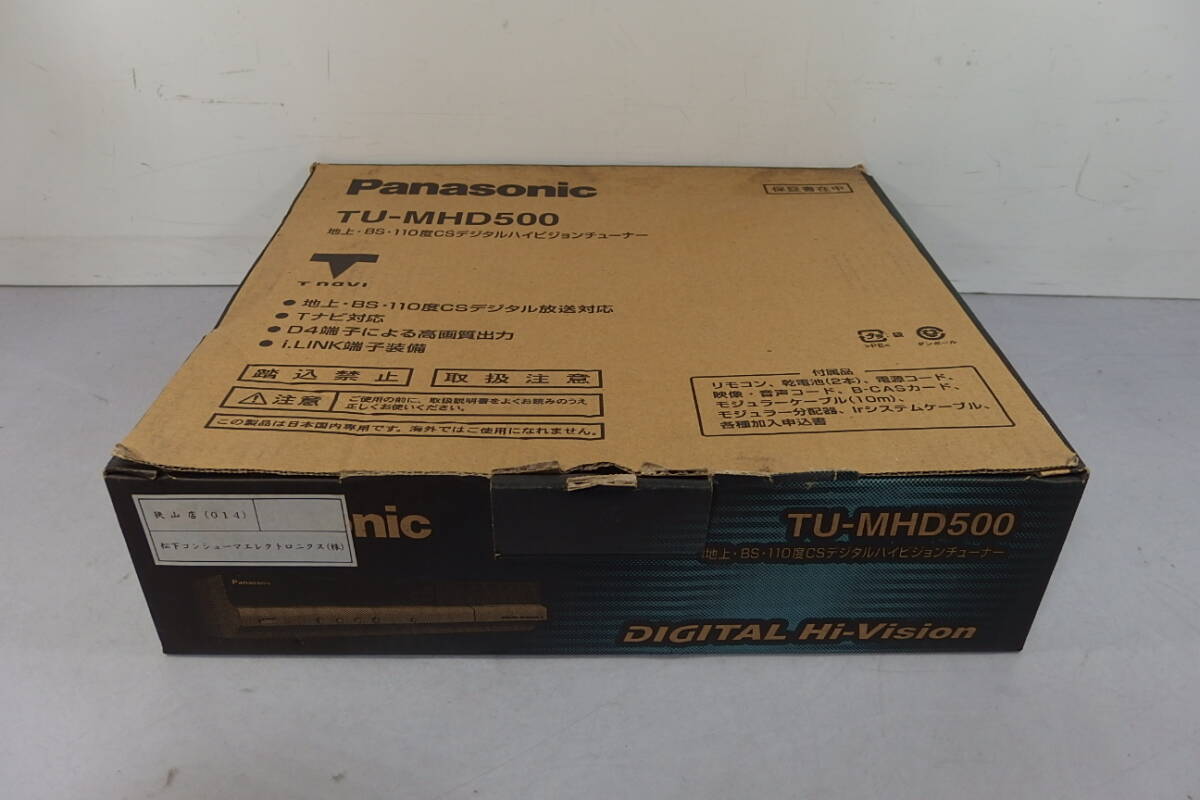 Panasonic
保証書在中
TU-MHD500
地上・BS・110度CSデジタルハイビジョンチューナー
T navi
● 地上・BS・110度CSデジタル放送対応
● Tナビ対応
● D4端子による高画質出力
● i.LINK端子装備
>PE<
ダンボール
踏込禁止
取扱注意
注意
ご使用の前に、取扱説明書をよくお読みのうえ
正しくお使いください。
この製品は日本国内専用です。海外ではご使用になれません。
付属品
リモコン、乾電池(2本)、電源コード、
映像・音声コード、B-CASカード、
モジュラーケーブル(10m)、
モジュラー分配器、Irシステムケーブル、
各種加入申込書
狭山店(014)
松下コンシューマエレクトロニクス(株)
nic
TU-MHD500
地上・BS・110度CSデジタルハイビジョンチューナー
Panasonic
DIGITAL Hi-Vision